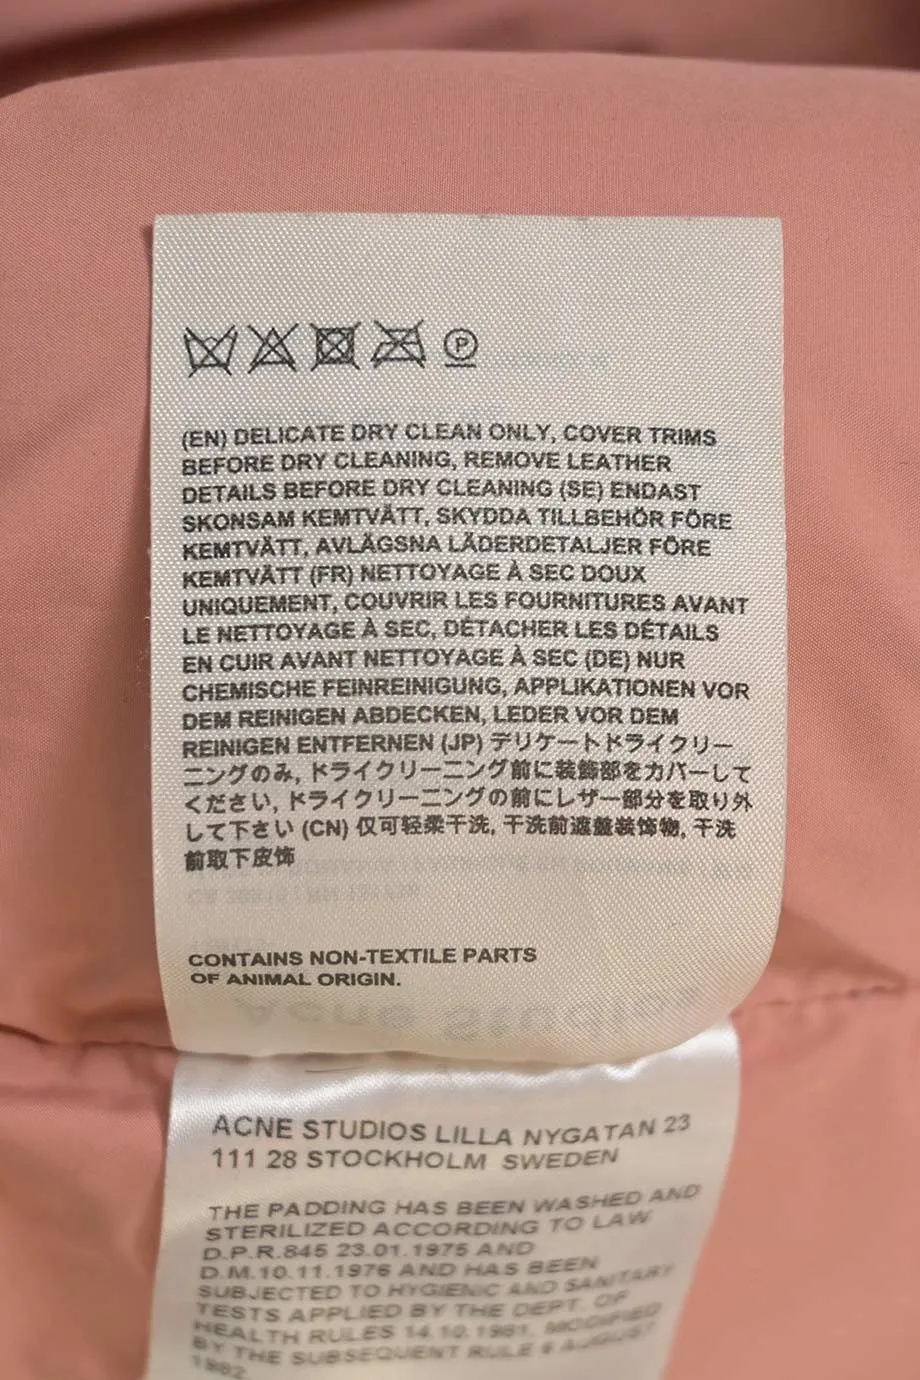 P
(EN) DELICATE DRY CLEAN ONLY, COVER TRIMS
BEFORE DRY CLEANING, REMOVE LEATHER
DETAILS BEFORE DRY CLEANING (SE) ENDAST
SKONSAM KEMTVÄTT, SKYDDA TILLBEHÖR FÖRE
KEMTVÄTT, AVLÄGSNA LÄDERDETALJER FÖRE
KEMTVÄTT (FR) NETTOYAGE À SEC DOUX
UNIQUEMENT, COUVRIR LES FOURNITURES AVANT
LE NETTOYAGE À SEC, DÉTACHER LES DÉTAILS
EN CUIR AVANT NETTOYAGE À SEC (DE) NUR
CHEMISCHE FEINREINIGUNG, APPLIKATIONEN VOR
DEM REINIGEN ABDECKEN, LEDER VOR DEM
REINIGEN ENTFERNEN (JP) デリケートドライクリー
ニングのみ, ドライクリーニング前に装飾部をカバーして
ください, ドライクリーニングの前にレザー部分を取り外
して下さい (CN) 仅可轻柔干洗, 干洗前遮盖装饰物, 干洗
前取下皮饰
CONTAINS NON-TEXTILE PARTS
OF ANIMAL ORIGIN.
ACNE STUDIOS LILLA NYGATAN 23
111 28 STOCKHOLM SWEDEN
THE PADDING HAS BEEN WASHED AND
STERILIZED ACCORDING TO LAW
D.P.R.845 23.01.1975 AND
D.M.10.11.1976 AND HAS BEEN
SUBJECTED TO HYGIENIC AND SANITARY
TESTS APPLIED BY THE DEPT. OF
HEALTH RULES 14.10.1981, MODIFIED
BY THE SUBSEQUENT RULE 6 AUGUST
1982